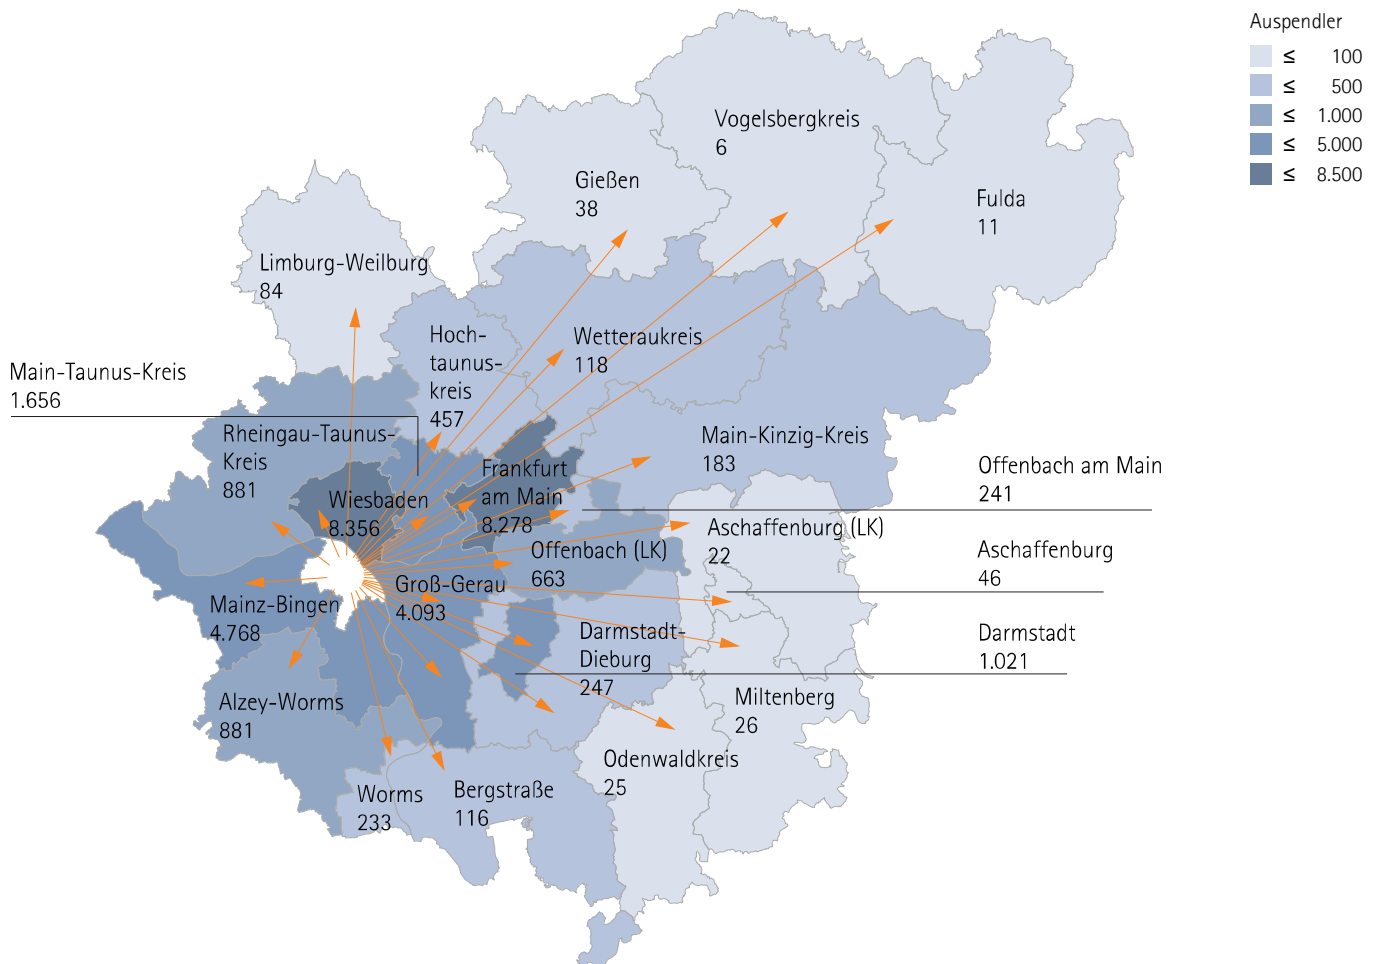 Auspendler
≤ 100
≤ 500
≤ 1.000
≤ 5.000
≤ 8.500
Vogelsbergkreis
6
Gießen
38
Fulda
11
Limburg-Weilburg
84
Hoch-
taunus-
kreis
457
Wetteraukreis
118
Main-Taunus-Kreis
1.656
Rheingau-Taunus-
Kreis
881
Main-Kinzig-Kreis
183
Offenbach am Main
241
Frankfurt
am Main
8.278
Wiesbaden
8.356
Aschaffenburg (LK)
22
Offenbach (LK)
663
Aschaffenburg
46
Groß-Gerau
4.093
Mainz-Bingen
4.768
Darmstadt-
Dieburg
247
Darmstadt
1.021
Alzey-Worms
881
Miltenberg
26
Odenwaldkreis
25
Worms
233
Bergstraße
116